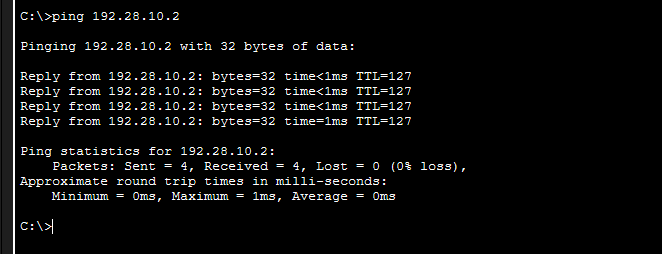 C:\>ping 192.28.10.2
Pinging 192.28.10.2 with 32 bytes of data:
Reply from 192.28.10.2: bytes=32 time<1ms TTL=127
Reply from 192.28.10.2: bytes=32 time<1ms TTL=127
Reply from 192.28.10.2: bytes=32 time<1ms TTL=127
Reply from 192.28.10.2: bytes=32 time=1ms TTL=127
Ping statistics for 192.28.10.2:
    Packets: Sent = 4, Received = 4, Lost = 0 (0% loss),
Approximate round trip times in milli-seconds:
    Minimum = 0ms, Maximum = 1ms, Average = 0ms
C:\>